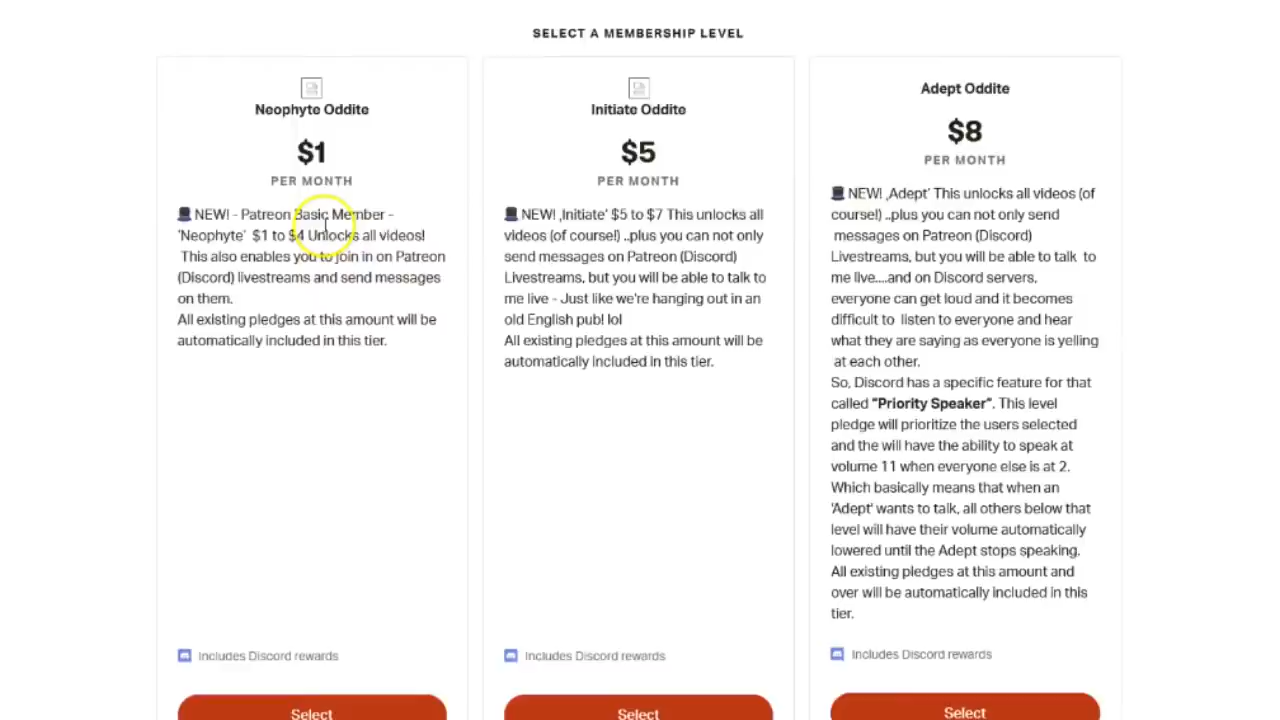 SELECT A MEMBERSHIP LEVEL
Neophyte Oddite
$1
PER MONTH
NEW! - Patreon Basic Member -
'Neophyte' $1 to $4 Unlocks all videos!
This also enables you to join in on Patreon
(Discord) livestreams and send messages
on them.
All existing pledges at this amount will be
automatically included in this tier.
Includes Discord rewards
Select
Initiate Oddite
$5
PER MONTH
NEW! ,Initiate' $5 to $7 This unlocks all
videos (of course!) ..plus you can not only
send messages on Patreon (Discord)
Livestreams, but you will be able to talk to
me live - Just like we're hanging out in an
old English pub! lol
All existing pledges at this amount will be
automatically included in this tier.
Includes Discord rewards
Select
Adept Oddite
$8
PER MONTH
NEW! ,Adept' This unlocks all videos (of
course!) ..plus you can not only send
messages on Patreon (Discord)
Livestreams, but you will be able to talk to
me live....and on Discord servers,
everyone can get loud and it becomes
difficult to listen to everyone and hear
what they are saying as everyone is yelling
at each other.
So, Discord has a specific feature for that
called "Priority Speaker". This level
pledge will prioritize the users selected
and the will have the ability to speak at
volume 11 when everyone else is at 2.
Which basically means that when an
'Adept' wants to talk, all others below that
level will have their volume automatically
lowered until the Adept stops speaking.
All existing pledges at this amount and
over will be automatically included in this
tier.
Includes Discord rewards
Select